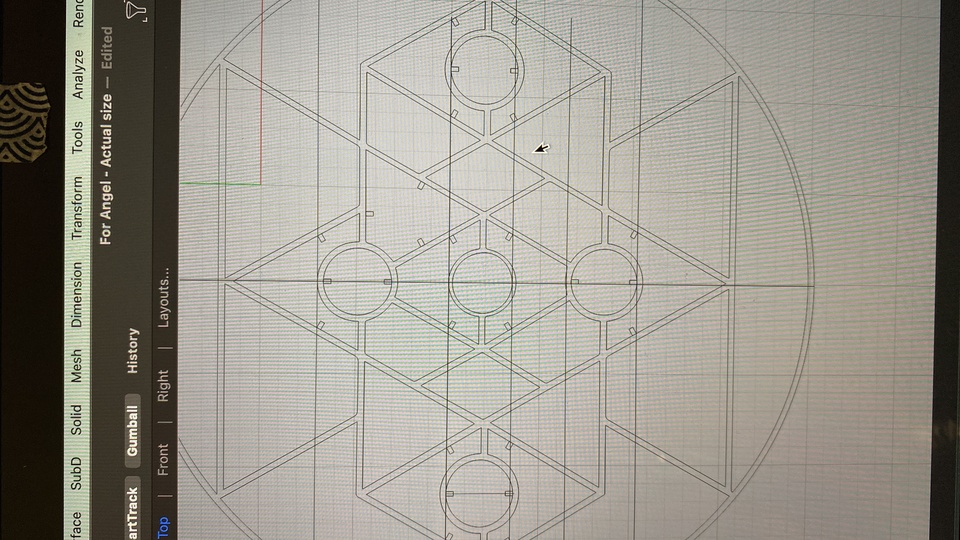 rface SubD Solid Mesh Dimension Transform Tools Analyze Rend
For Angel - Actual size — Edited
artTrack Gumball History
Top | Front | Right | Layouts...